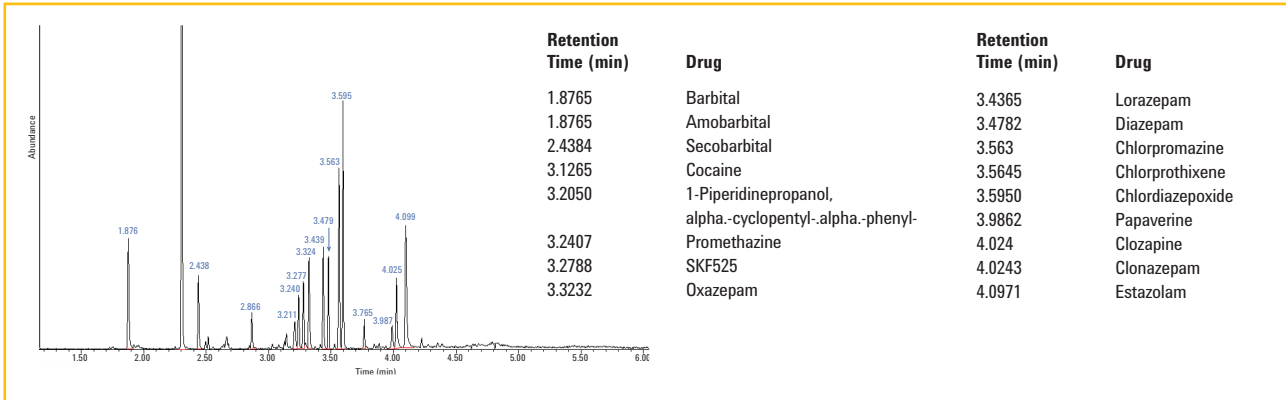 Abundance
1.876
2.438
2.866
3.211
3.240
3.277
3.324
3.439
3.479
3.563
3.595
3.765
3.987
4.025
4.099
1.50 2.00 2.50 3.00 3.50 4.00 4.50 5.00 5.50 6.00
Time (min)
Retention
Time (min) Drug
1.8765 Barbital
1.8765 Amobarbital
2.4384 Secobarbital
3.1265 Cocaine
3.2050 1-Piperidinepropanol,
alpha.-cyclopentyl-.alpha.-phenyl-
3.2407 Promethazine
3.2788 SKF525
3.3232 Oxazepam
Retention
Time (min) Drug
3.4365 Lorazepam
3.4782 Diazepam
3.563 Chlorpromazine
3.5645 Chlorprothixene
3.5950 Chlordiazepoxide
3.9862 Papaverine
4.024 Clozapine
4.0243 Clonazepam
4.0971 Estazolam